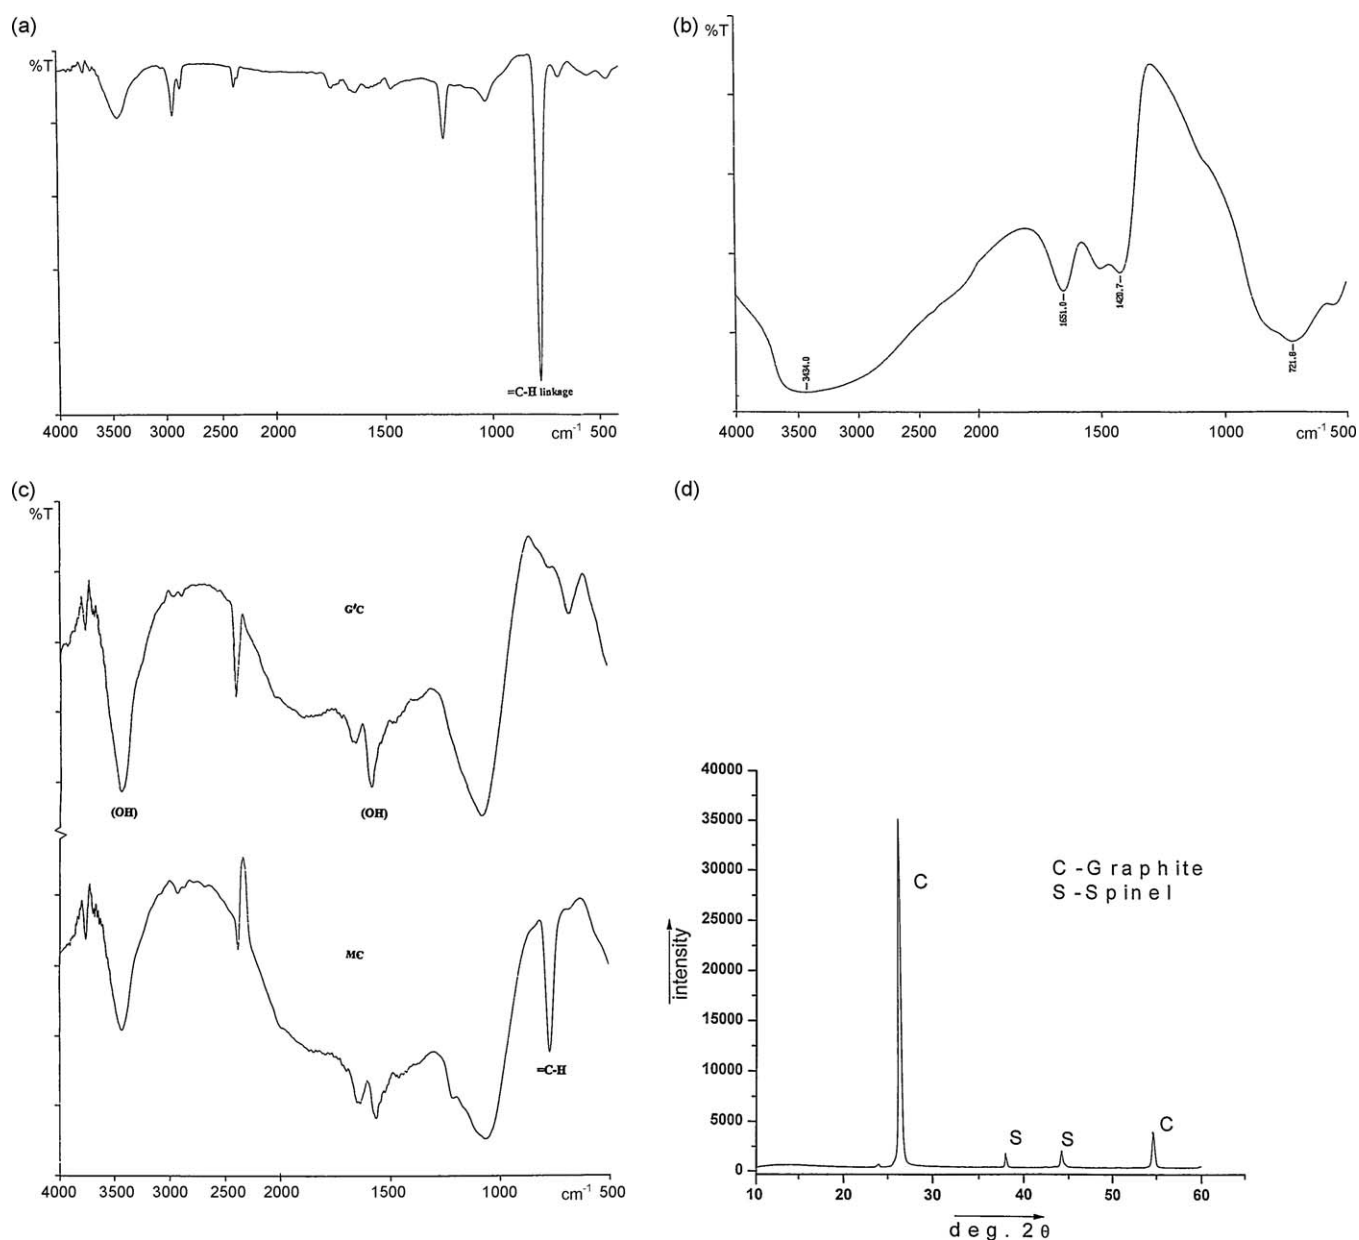 (a)
%T
=C-H linkage
4000 3500 3000 2500 2000 1500 1000 cm-1 500
(b)
%T
3434.0
1651.0
1420.7
721.8
4000 3500 3000 2000 1500 1000 cm-1 500
(c)
%T
G'C
(OH)
(OH)
MC
=C-H
4000 3500 3000 2500 2000 1500 1000 cm-1 500
(d)
40000
35000
30000
25000
20000
15000
10000
5000
0
intensity
C
C -G raphite
S -Spinel
S
S
C
10 20 30 40 50 60
deg. 2 θ